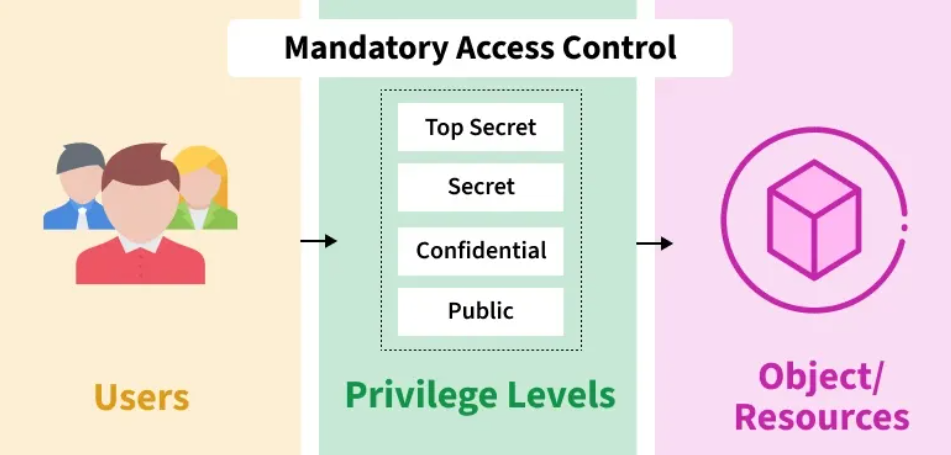 Mandatory Access Control
Top Secret
Secret
Confidential
Public
Users
Privilege Levels
Object/
Resources